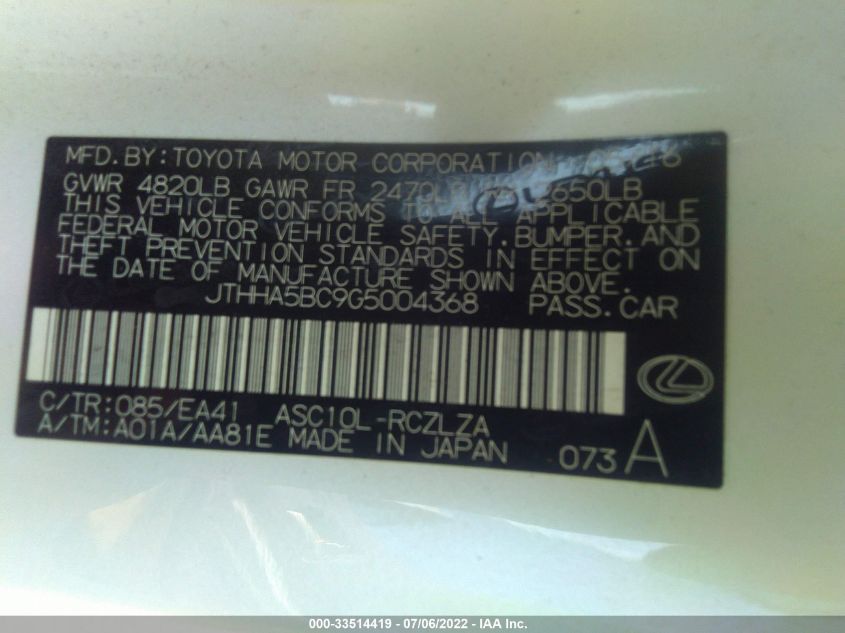 MFD. BY: TOYOTA MOTOR CORPORATION
GVWR 4820LB GAWR FR 2470LB 2650LB
THIS VEHICLE CONFORMS TO ALL APPLICABLE
FEDERAL MOTOR VEHICLE SAFETY, BUMPER, AND
THEFT PREVENTION STANDARDS IN EFFECT ON
THE DATE OF MANUFACTURE SHOWN ABOVE.
JTHHA5BC9G5004368 PASS. CAR
C/TR: 085/EA41 ASC10L-RCZLZA
A/TM: A01A/AA81E MADE IN JAPAN 073 A
000-33514419 - 07/06/2022 - IAA Inc.